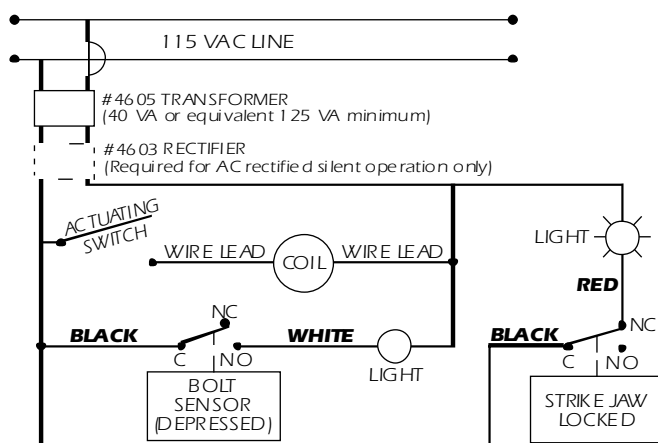 115 VAC LINE
#4605 TRANSFORMER
(40 VA or equivalent 125 VA minimum)
#4603 RECTIFIER
(Required for AC rectified silent operation only)
ACTUATING
SWITCH
LIGHT
WIRE LEAD
COIL
WIRE LEAD
RED
NC
NC
BLACK
WHITE
BLACK
C
NO
LIGHT
C
NO
BOLT
SENSOR
(DEPRESSED)
STRIKE JAW
LOCKED